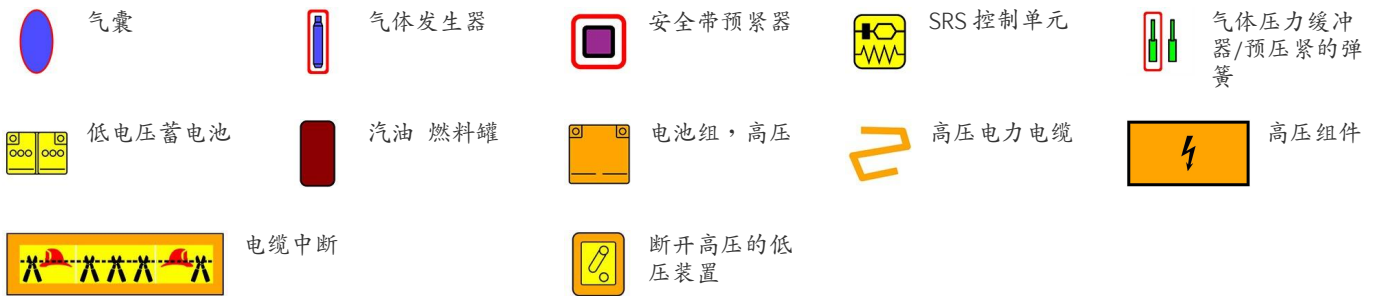 气囊
气体发生器
安全带预紧器
SRS 控制单元
气体压力缓冲
器/预压紧的弹
簧
低电压蓄电池
汽油 燃料罐
电池组，高压
高压电力电缆
高压组件
电缆中断
断开高压的低
压装置